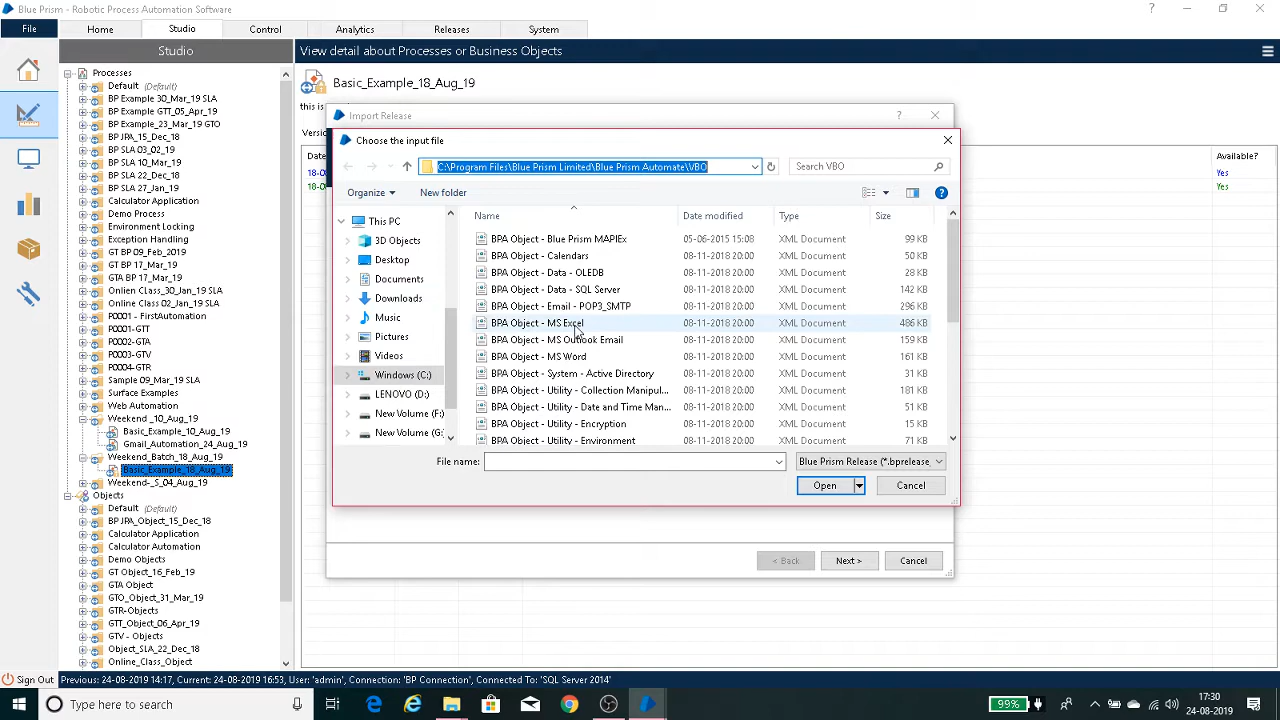 Blue Prism - Robotic Process Automation Software
File Home Studio Control Analytics Releases System
Studio
View detail about Processes or Business Objects
Processes
Default (Default)
BP Example 30_Mar_19 SLA
BP Example GTT_05_Apr_19
BP Example_23_Mar_19 GTO
BP JPA_15_Dec_18
BP SLA 03_02_19
BP SLA 10_Mar_19
BP SLA 22_Dec_18
BP SLA 27_Jan_19
Calculator Application
Demo Process
Environment Locking
Exception Handling
GT BP 09_Feb_2019
GTA BP 17_Mar_19
GTO BP 31_Mar_19
Onlien Class 30_Mar_19
Online Class 02_Jan_19
P0001 - FirstAutomation
P0001-GTT
P0002-GTA
P0003-GTV
P0004-GTR
Sample 09_Mar_19
Surface Examples
Web Automation
Weekend _10_Aug_19
Basic_Example_10_Aug_19
Gmail_Automation_24_Aug_19
Weekend_Batch_18_Aug_19
Basic_Example_18_Aug_19
Weekend-_S_04_Aug_19
Objects
Default (Default)
BP JPA_Object_15_Dec_18
Calculator Application
Calculator Automation
Demo Objects
GT Object_16_Feb_19
GTA Object
GTO_Object_31_Mar_19
GTR-Objects
GTT_Object_06_Apr_19
GTV - Objects
Object_SLA_22_Dec_18
Online_Class_Object
Basic_Example_18_Aug_19
this is
Versi
Date
18-0
18-0
Available?
Yes
Yes
Import Release
Choose the input file
C:\Program Files\Blue Prism Limited\Blue Prism Automate\VBO
Search VBO
Organize New folder
This PC
3D Objects
Desktop
Documents
Downloads
Music
Pictures
Videos
Windows (C:)
LENOVO (D:)
New Volume (F:)
New Volume (G:
Name Date modified Type Size
BPA Object - Blue Prism MAPIEx 05-06-2015 15:08 XML Document 99 KB
BPA Object - Calendars 08-11-2018 20:00 XML Document 50 KB
BPA Object - Data - OLEDB 08-11-2018 20:00 XML Document 28 KB
BPA Object - Data - SQL Server 08-11-2018 20:00 XML Document 105 KB
BPA Object - Email - POP3_SMTP 08-11-2018 20:00 XML Document 296 KB
BPA Object - MS Excel 08-11-2018 20:00 XML Document 486 KB
BPA Object - MS Outlook Email 08-11-2018 20:00 XML Document 159 KB
BPA Object - MS Word 08-11-2018 20:00 XML Document 161 KB
BPA Object - System - Active Directory 08-11-2018 20:00 XML Document 31 KB
BPA Object - Utility - Collection Manipul... 08-11-2018 20:00 XML Document 181 KB
BPA Object - Utility - Date and Time Man... 08-11-2018 20:00 XML Document 51 KB
BPA Object - Utility - Encryption 08-11-2018 20:00 XML Document 15 KB
BPA Object - Utility - Environment 08-11-2018 20:00 XML Document 71 KB
File name: Blue Prism Release (*.bprelease,
Open Cancel
< Back Next > Cancel
Sign Out Previous: 24-08-2019 14:17, Current: 24-08-2019 16:53, User: 'admin', Connection: 'BP Connection', Connected To: 'SQL Server 2014'
Type here to search
99%
17:30
24-08-2019